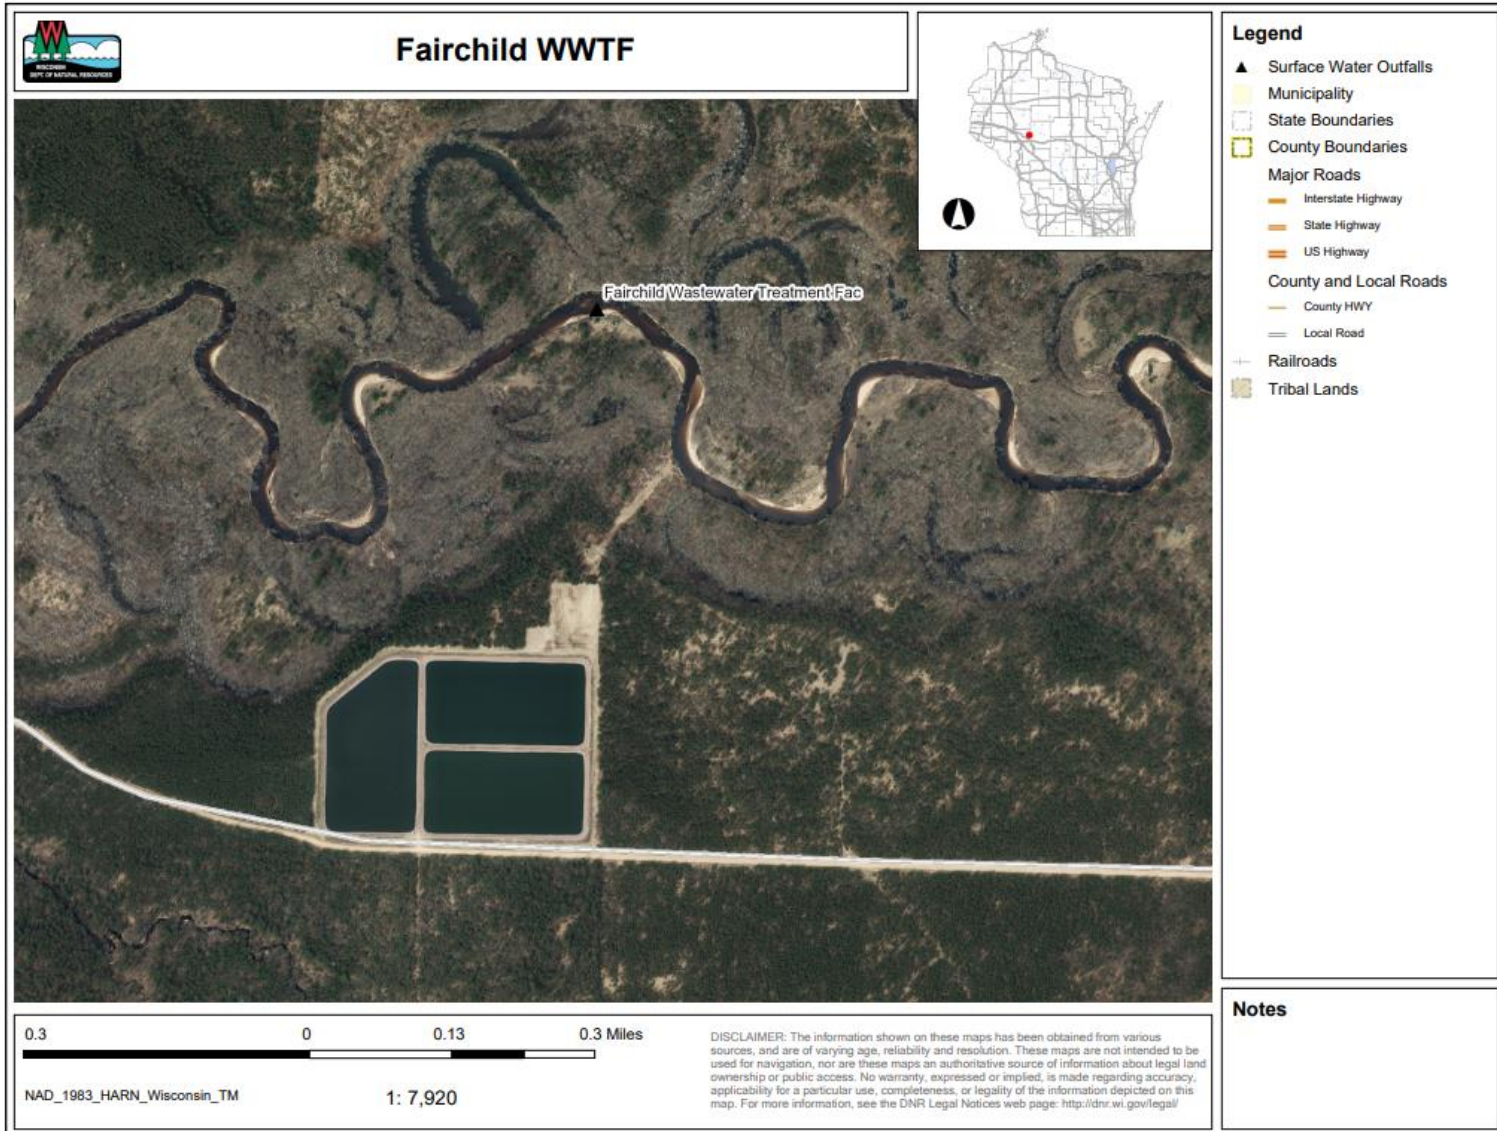 WISCONSIN
DEPT. OF NATURAL RESOURCES
Fairchild WWTF
Fairchild Wastewater Treatment Fac
Legend
Surface Water Outfalls
Municipality
State Boundaries
County Boundaries
Major Roads
Interstate Highway
State Highway
US Highway
County and Local Roads
County HWY
Local Road
Railroads
Tribal Lands
0.3 0 0.13 0.3 Miles
NAD_1983_HARN_Wisconsin_TM
1: 7,920
DISCLAIMER: The information shown on these maps has been obtained from various
sources, and are of varying age, reliability and resolution. These maps are not intended to be
used for navigation, nor are these maps an authoritative source of information about legal land
ownership or public access. No warranty, expressed or implied, is made regarding accuracy,
applicability for a particular use, completeness, or legality of the information depicted on this
map. For more information, see the DNR Legal Notices web page: http://dnr.wi.gov/legal/
Notes